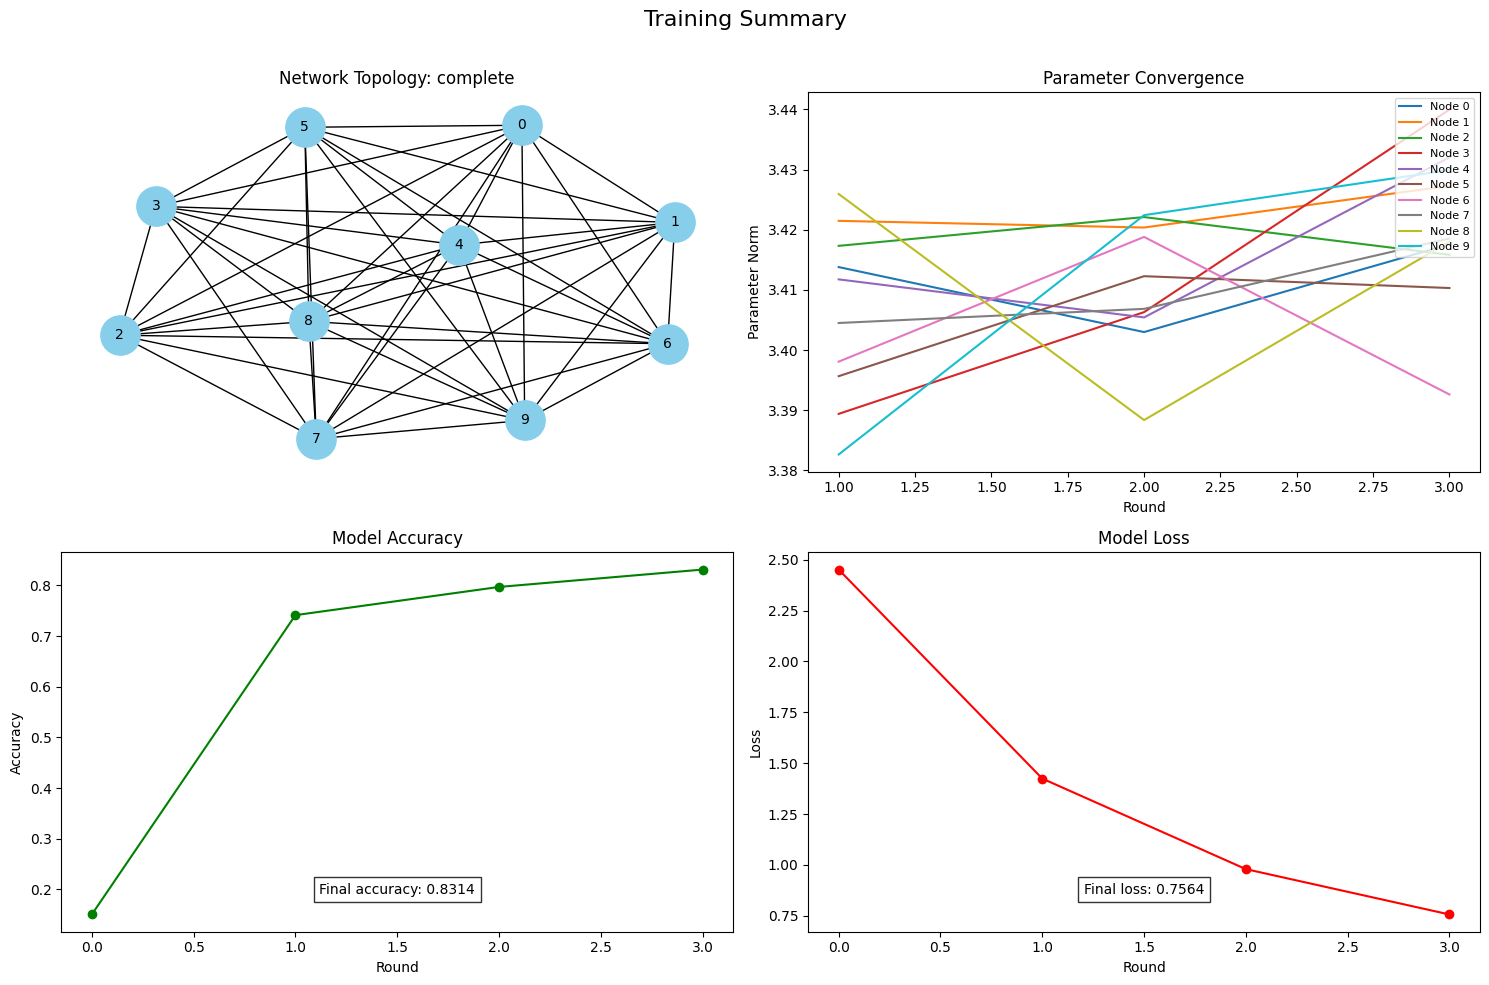 Training Summary
Network Topology: complete
5
0
3
1
4
8
2
6
9
7
Parameter Convergence
Parameter Norm
3.44
3.43
3.42
3.41
3.40
3.39
3.38
Node 0
Node 1
Node 2
Node 3
Node 4
Node 5
Node 6
Node 7
Node 8
Node 9
1.00 1.25 1.50 1.75 2.00 2.25 2.50 2.75 3.00
Round
Model Accuracy
Accuracy
0.8
0.7
0.6
0.5
0.4
0.3
0.2
Final accuracy: 0.8314
0.0 0.5 1.0 1.5 2.0 2.5 3.0
Round
Model Loss
Loss
2.50
2.25
2.00
1.75
1.50
1.25
1.00
0.75
Final loss: 0.7564
0.0 0.5 1.0 1.5 2.0 2.5 3.0
Round